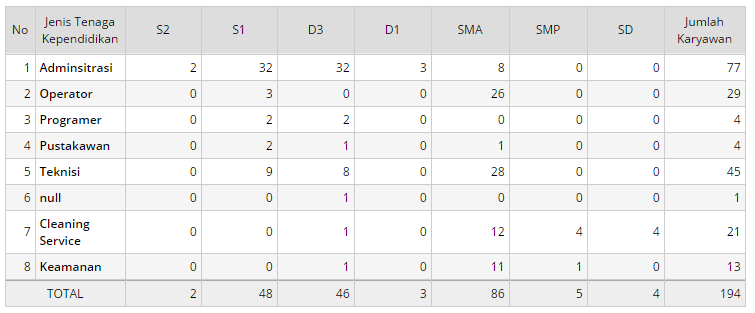 No Jenis Tenaga Kependidikan S2 S1 D3 D1 SMA SMP SD Jumlah Karyawan
1 Adminsitrasi 2 32 32 3 8 0 0 77
2 Operator 0 3 0 0 26 0 0 29
3 Programer 0 2 2 0 0 0 0 4
4 Pustakawan 0 2 1 0 1 0 0 4
5 Teknisi 0 9 8 0 28 0 0 45
6 null 0 0 1 0 0 0 0 1
7 Cleaning Service 0 0 1 0 12 4 4 21
8 Keamanan 0 0 1 0 11 1 0 13
TOTAL 2 48 46 3 86 5 4 194